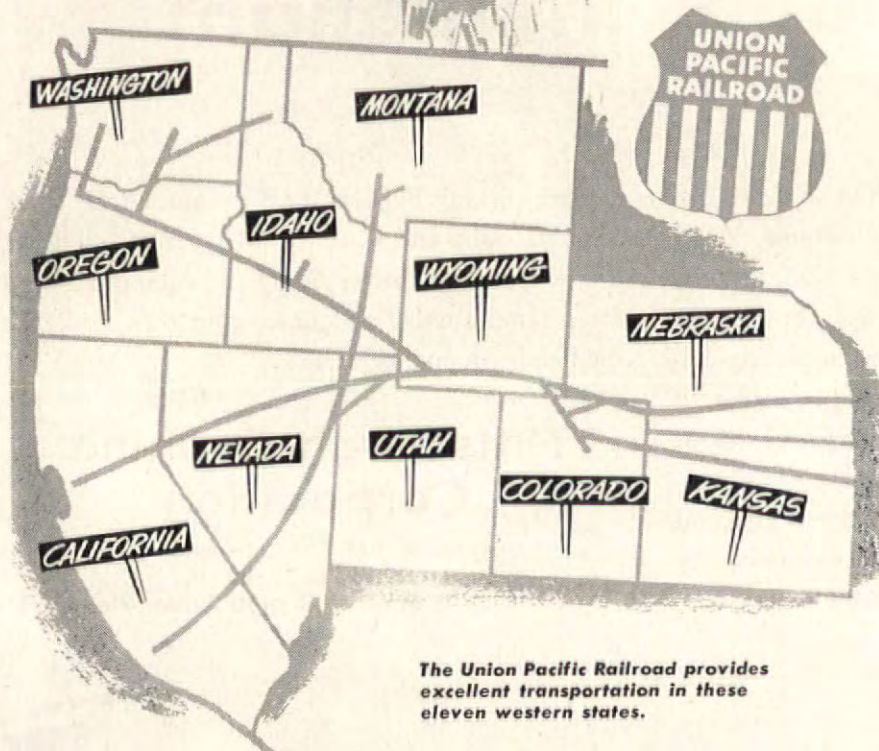 UNION
PACIFIC
RAILROAD
WASHINGTON
MONTANA
IDAHO
OREGON
WYOMING
NEBRASKA
NEVADA
UTAH
COLORADO
KANSAS
CALIFORNIA
The Union Pacific Railroad provides
excellent transportation in these
eleven western states.